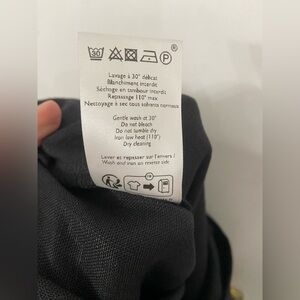 ®
30 P
Lavage à 30° délicat
Blanchiment interdit
Séchage en tambour interdit
Repassage 110° max
Nettoyage à sec tous solvants normaux
Gentle wash at 30°
Do not bleach
Do not tumble dry
Iron low heat (110°)
Dry cleaning
Laver et repasser sur l'envers /
Wash and iron on reverse side
FR